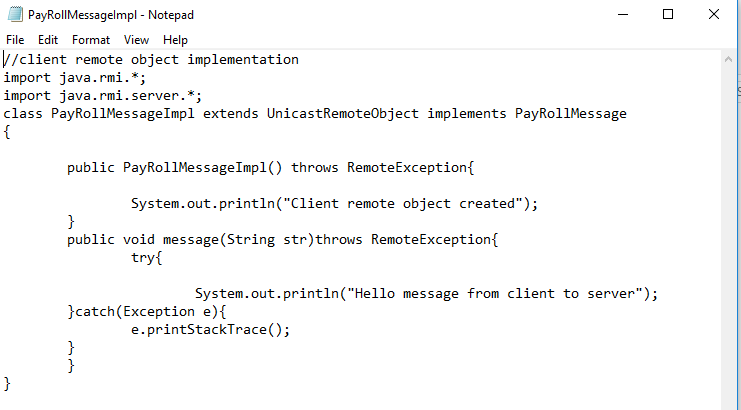 PayRollMessageImpl - Notepad
File Edit Format View Help
//client remote object implementation
import java.rmi.*;
import java.rmi.server.*;
class PayRollMessageImpl extends UnicastRemoteObject implements PayRollMessage
{
        public PayRollMessageImpl() throws RemoteException{
                System.out.println("Client remote object created");
        }
        public void message(String str)throws RemoteException{
                try{
                        System.out.println("Hello message from client to server");
        }catch(Exception e){
                e.printStackTrace();
        }
        }
}